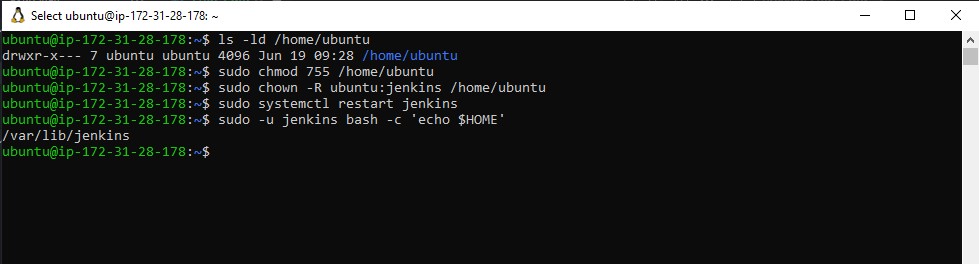 Select ubuntu@ip-172-31-28-178: ~
ubuntu@ip-172-31-28-178:~$ ls -ld /home/ubuntu
drwxr-x--- 7 ubuntu ubuntu 4096 Jun 19 09:28 /home/ubuntu
ubuntu@ip-172-31-28-178:~$ sudo chmod 755 /home/ubuntu
ubuntu@ip-172-31-28-178:~$ sudo chown -R ubuntu:jenkins /home/ubuntu
ubuntu@ip-172-31-28-178:~$ sudo systemctl restart jenkins
ubuntu@ip-172-31-28-178:~$ sudo -u jenkins bash -c 'echo $HOME'
/var/lib/jenkins
ubuntu@ip-172-31-28-178:~$